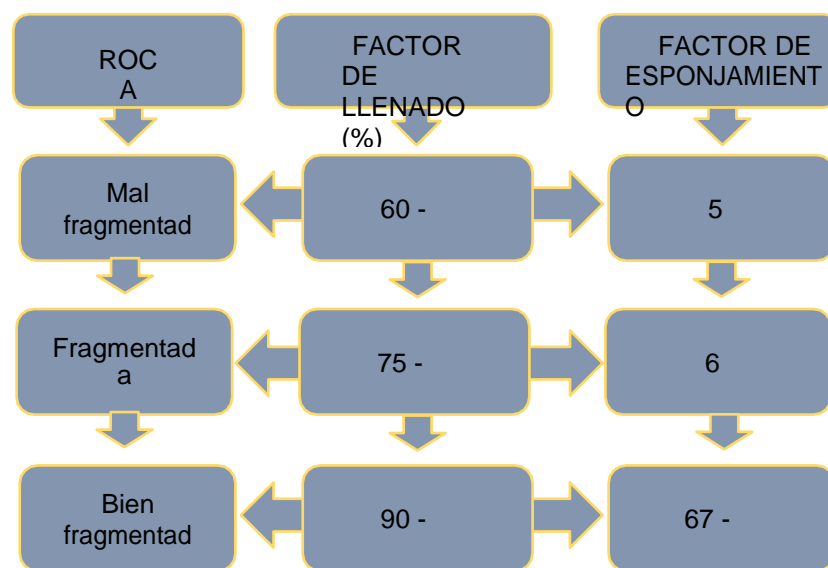 ROC
A
FACTOR
DE
LLENADO
(%)
FACTOR DE
ESPONJAMIENT
O
Mal
fragmentad
60 -
5
Fragmentad
a
75 -
6
Bien
fragmentad
90 -
67 -